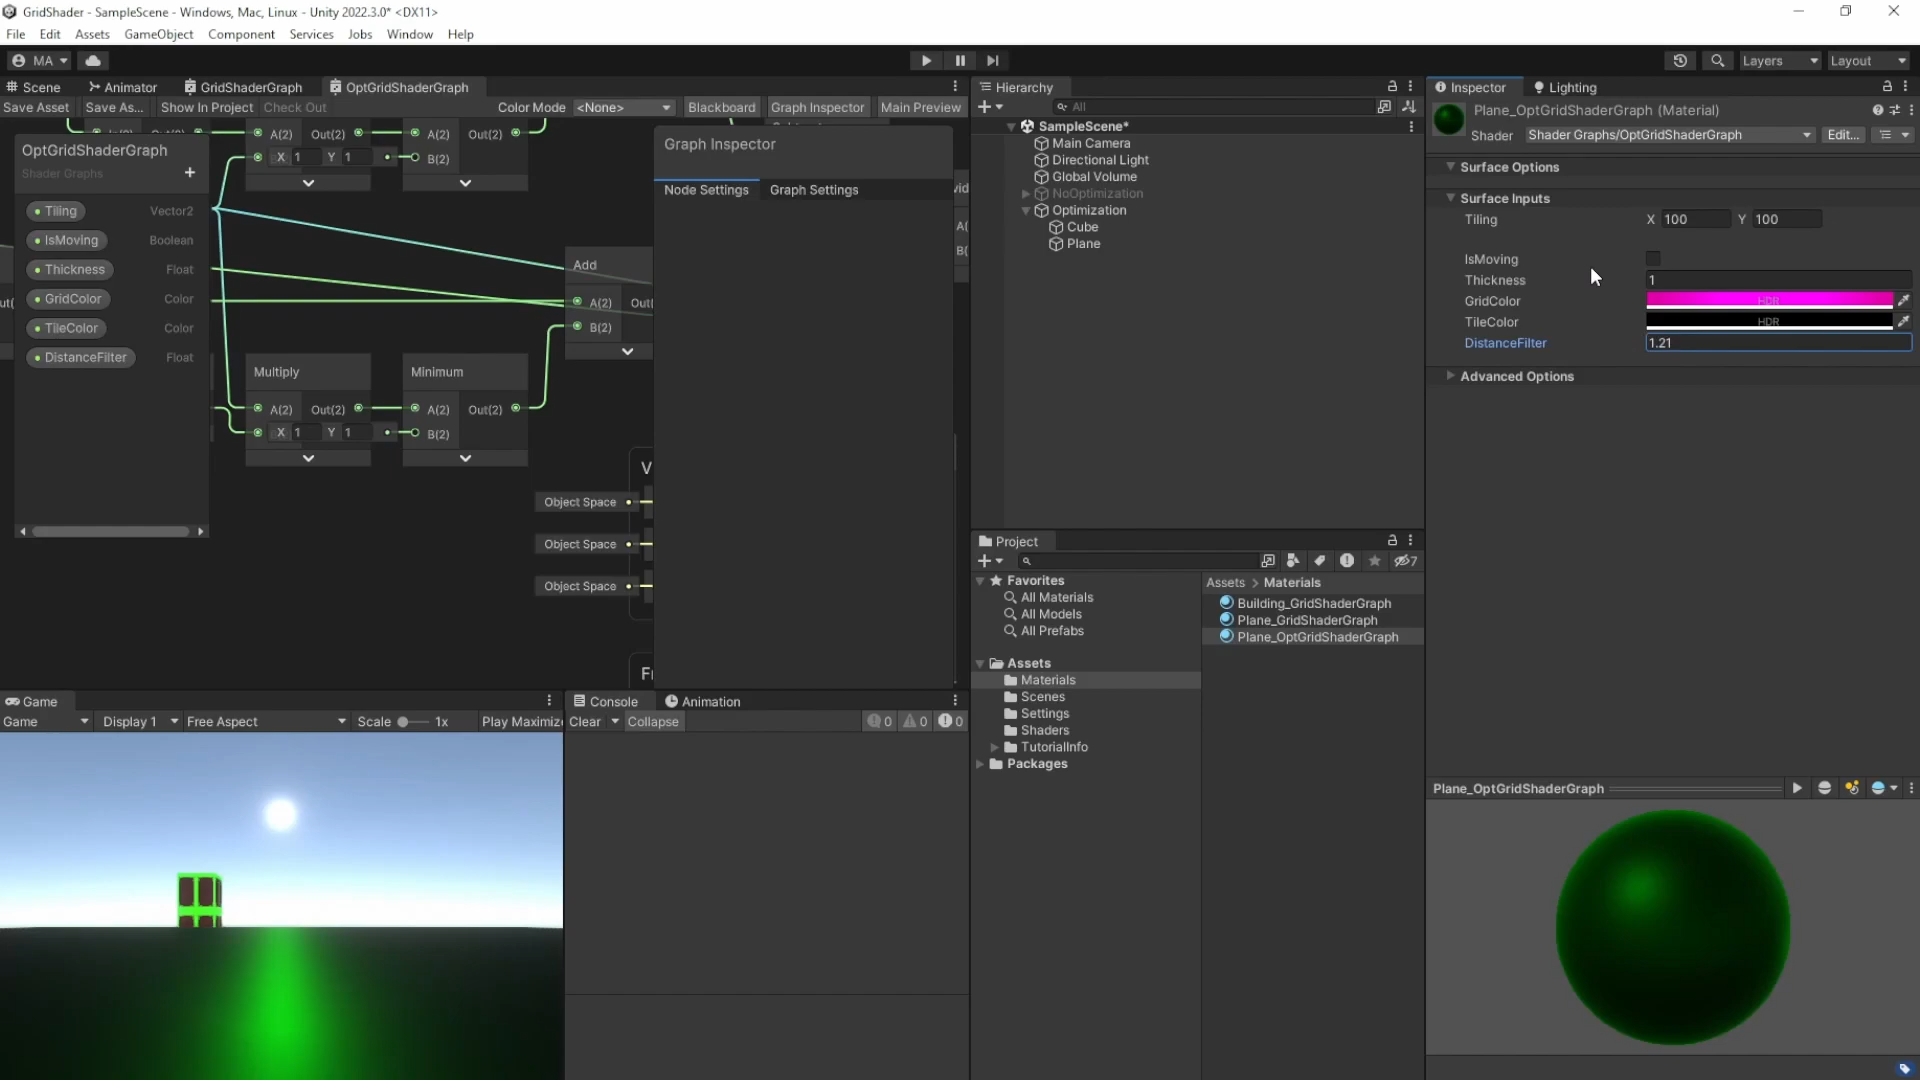 GridShader - SampleScene - Windows, Mac, Linux - Unity 2022.3.0* <DX11>
File Edit Assets GameObject Component Services Jobs Window Help
MA Layers Layout
Scene Animator GridShaderGraph OptGridShaderGraph
Save Asset Save As... Show In Project Check Out Color Mode <None> Blackboard Graph Inspector Main Preview
OptGridShaderGraph
Shader Graphs
+
Tiling Vector2
IsMoving Boolean
Thickness Float
GridColor Color
TileColor Color
DistanceFilter Float
A(2) Out(2) A(2) Out(2)
X 1 Y 1 B(2)
Add
A(2)
B(2)
Multiply Minimum
A(2) Out(2) A(2) Out(2)
X 1 Y 1 B(2)
Object Space
Object Space
Object Space
Graph Inspector
Node Settings Graph Settings
Hierarchy
All
SampleScene*
Main Camera
Directional Light
Global Volume
NoOptimization
Optimization
Cube
Plane
Project
7
Favorites
All Materials
All Models
All Prefabs
Assets
Materials
Scenes
Settings
Shaders
TutorialInfo
Packages
Assets > Materials
Building_GridShaderGraph
Plane_GridShaderGraph
Plane_OptGridShaderGraph
Inspector Lighting
Plane_OptGridShaderGraph (Material)
Shader Shader Graphs/OptGridShaderGraph Edit...
Surface Options
Surface Inputs
Tiling X 100 Y 100
IsMoving
Thickness 1
GridColor HDR
TileColor HDR
DistanceFilter 1.21
Advanced Options
Plane_OptGridShaderGraph
Game
Game Display 1 Free Aspect Scale 1x Play Maximiz
Console Animation
Clear Collapse 0 0 0